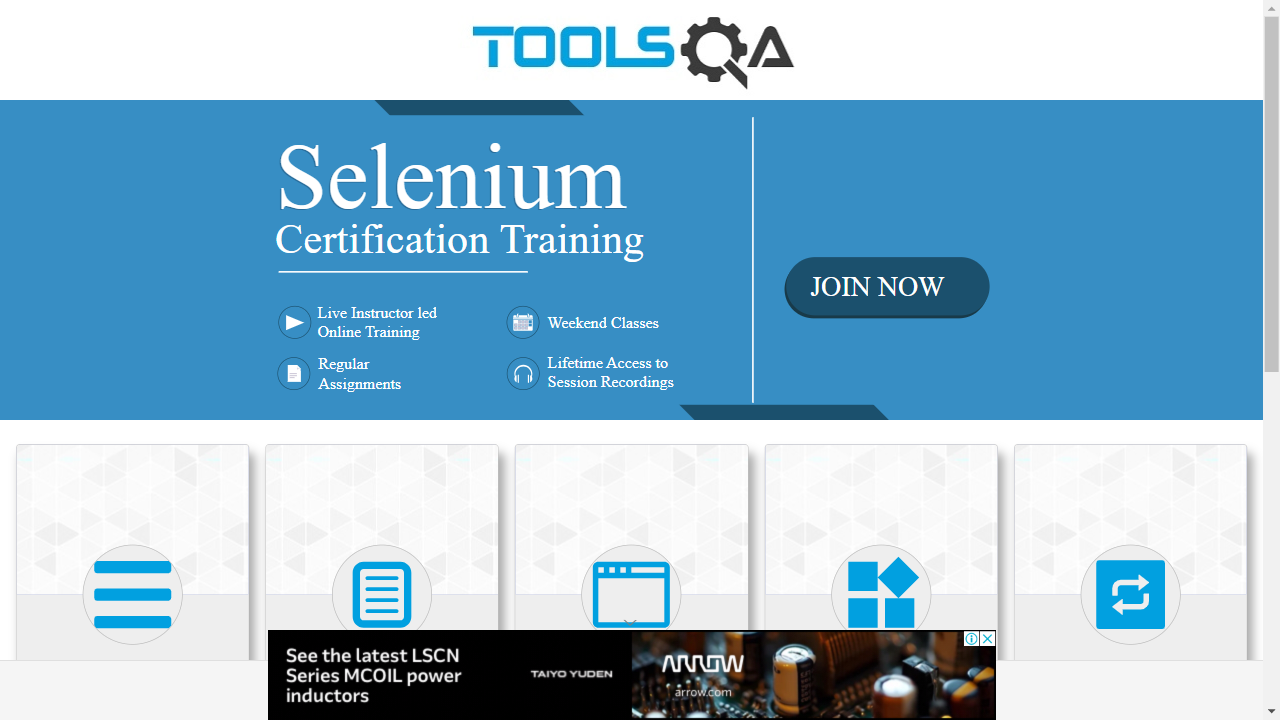 TOOLSQA
Selenium
Certification Training
Live Instructor led
Online Training
Weekend Classes
Regular
Assignments
Lifetime Access to
Session Recordings
JOIN NOW
See the latest LSCN
Series MCOIL power
inductors
TAIYO YUDEN
ARROW
arrow.com